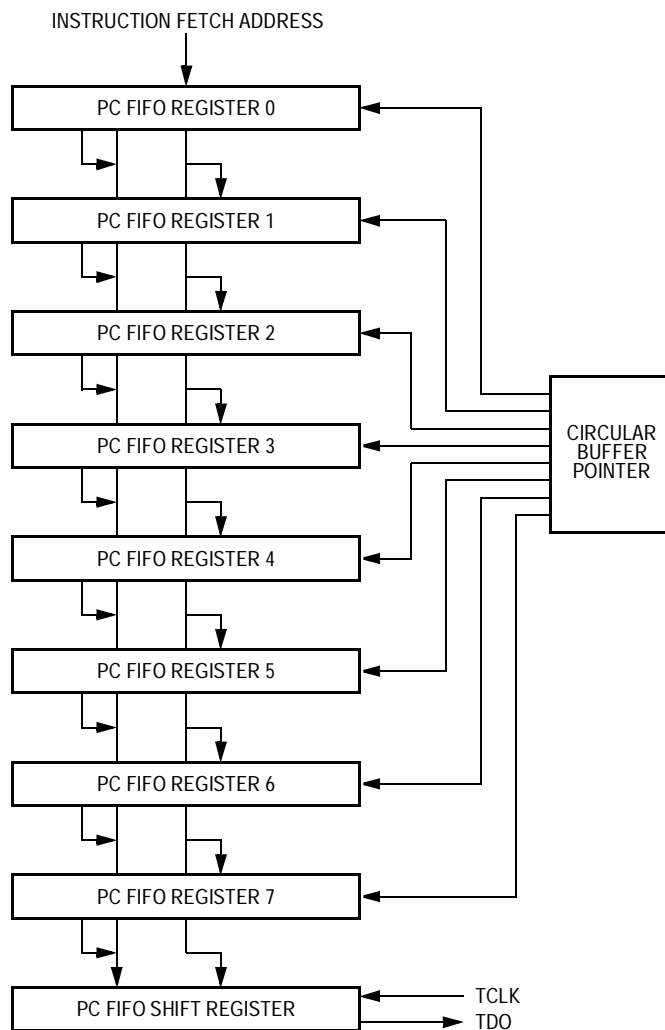 INSTRUCTION FETCH ADDRESS
PC FIFO REGISTER 0
PC FIFO REGISTER 1
PC FIFO REGISTER 2
PC FIFO REGISTER 3
CIRCULAR
BUFFER
POINTER
PC FIFO REGISTER 4
PC FIFO REGISTER 5
PC FIFO REGISTER 6
PC FIFO REGISTER 7
PC FIFO SHIFT REGISTER
TCLK
TDO